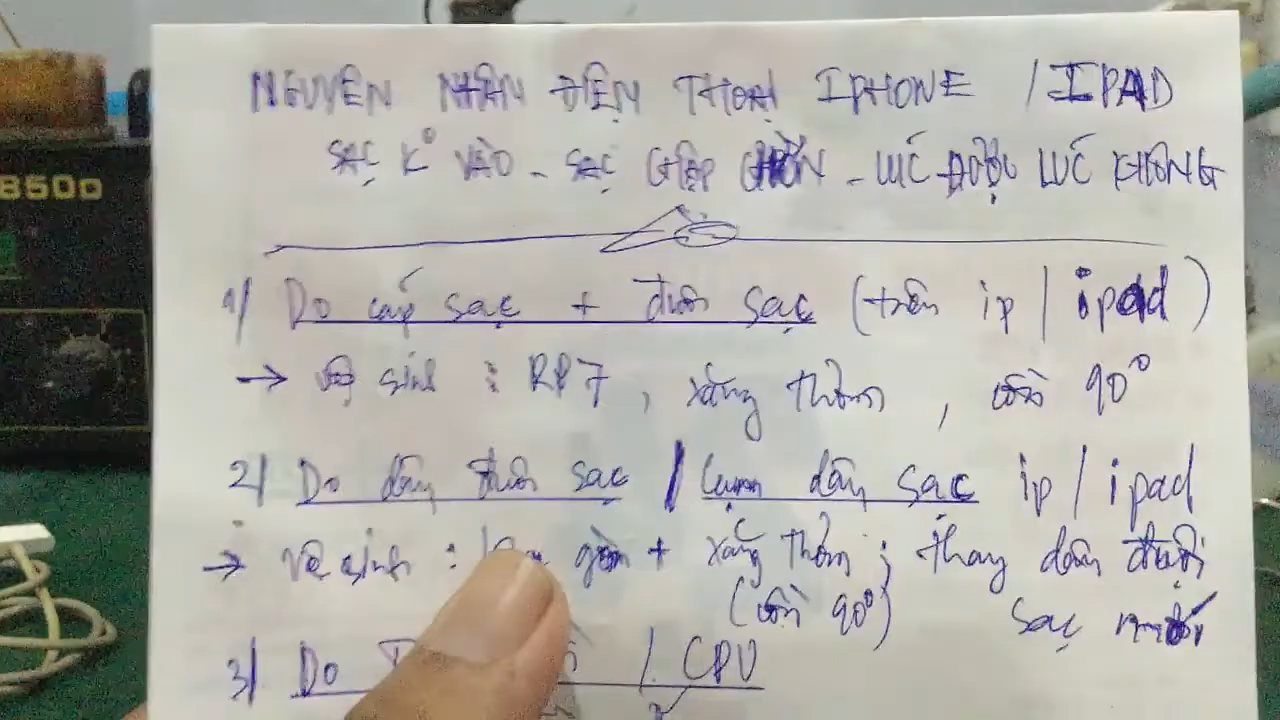 NGUYÊN NHÂN ĐIỆN THOẠI IPHONE / IPAD
SẠC K° VÀO - SẠC CHẬP CHỜN - LÚC ĐƯỢC LÚC KHÔNG
850D
1/ Do cáp sạc + đuôi sạc (trên ip / ipad)
→ vệ sinh : RP7, xăng thơm, cồn 90°
2/ Do dây đuôi sạc / cụm dây sạc ip / ipad
→ vệ sinh : gòn + xăng thơm ; thay dây đuôi
(cồn 90°) sạc mới
3/ Do / CPU